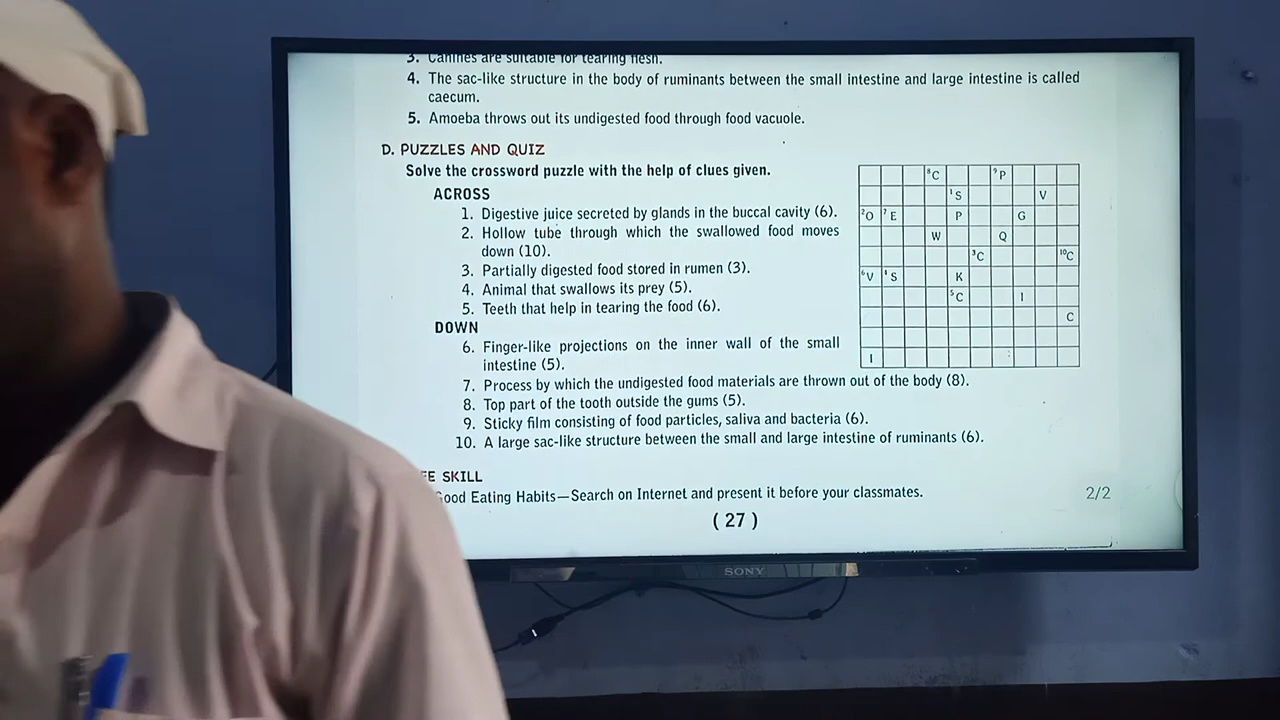 3. Canines are suitable for tearing flesh.
4. The sac-like structure in the body of ruminants between the small intestine and large intestine is called
caecum.
5. Amoeba throws out its undigested food through food vacuole.
D. PUZZLES AND QUIZ
Solve the crossword puzzle with the help of clues given.
ACROSS
1. Digestive juice secreted by glands in the buccal cavity (6).
2. Hollow tube through which the swallowed food moves
down (10).
3. Partially digested food stored in rumen (3).
4. Animal that swallows its prey (5).
5. Teeth that help in tearing the food (6).
DOWN
6. Finger-like projections on the inner wall of the small
intestine (5).
7. Process by which the undigested food materials are thrown out of the body (8).
8. Top part of the tooth outside the gums (5).
9. Sticky film consisting of food particles, saliva and bacteria (6).
10. A large sac-like structure between the small and large intestine of ruminants (6).
8C 9P
1S V
2O 7E P G
W Q
3C 10C
6V 4S K
5C I
C
I
FE SKILL
Good Eating Habits—Search on Internet and present it before your classmates.
2/2
( 27 )
SONY